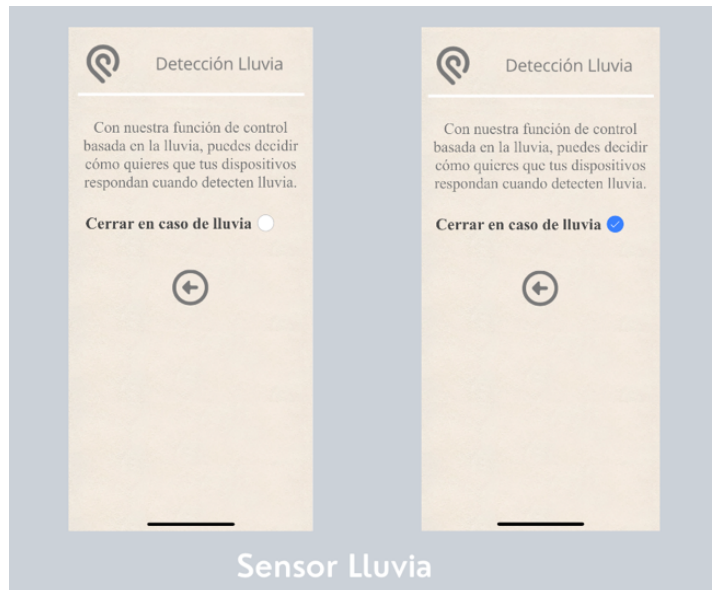 Detección Lluvia
Con nuestra función de control
basada en la lluvia, puedes decidir
cómo quieres que tus dispositivos
respondan cuando detecten lluvia.
Cerrar en caso de lluvia
Detección Lluvia
Con nuestra función de control
basada en la lluvia, puedes decidir
cómo quieres que tus dispositivos
respondan cuando detecten lluvia.
Cerrar en caso de lluvia
Sensor Lluvia